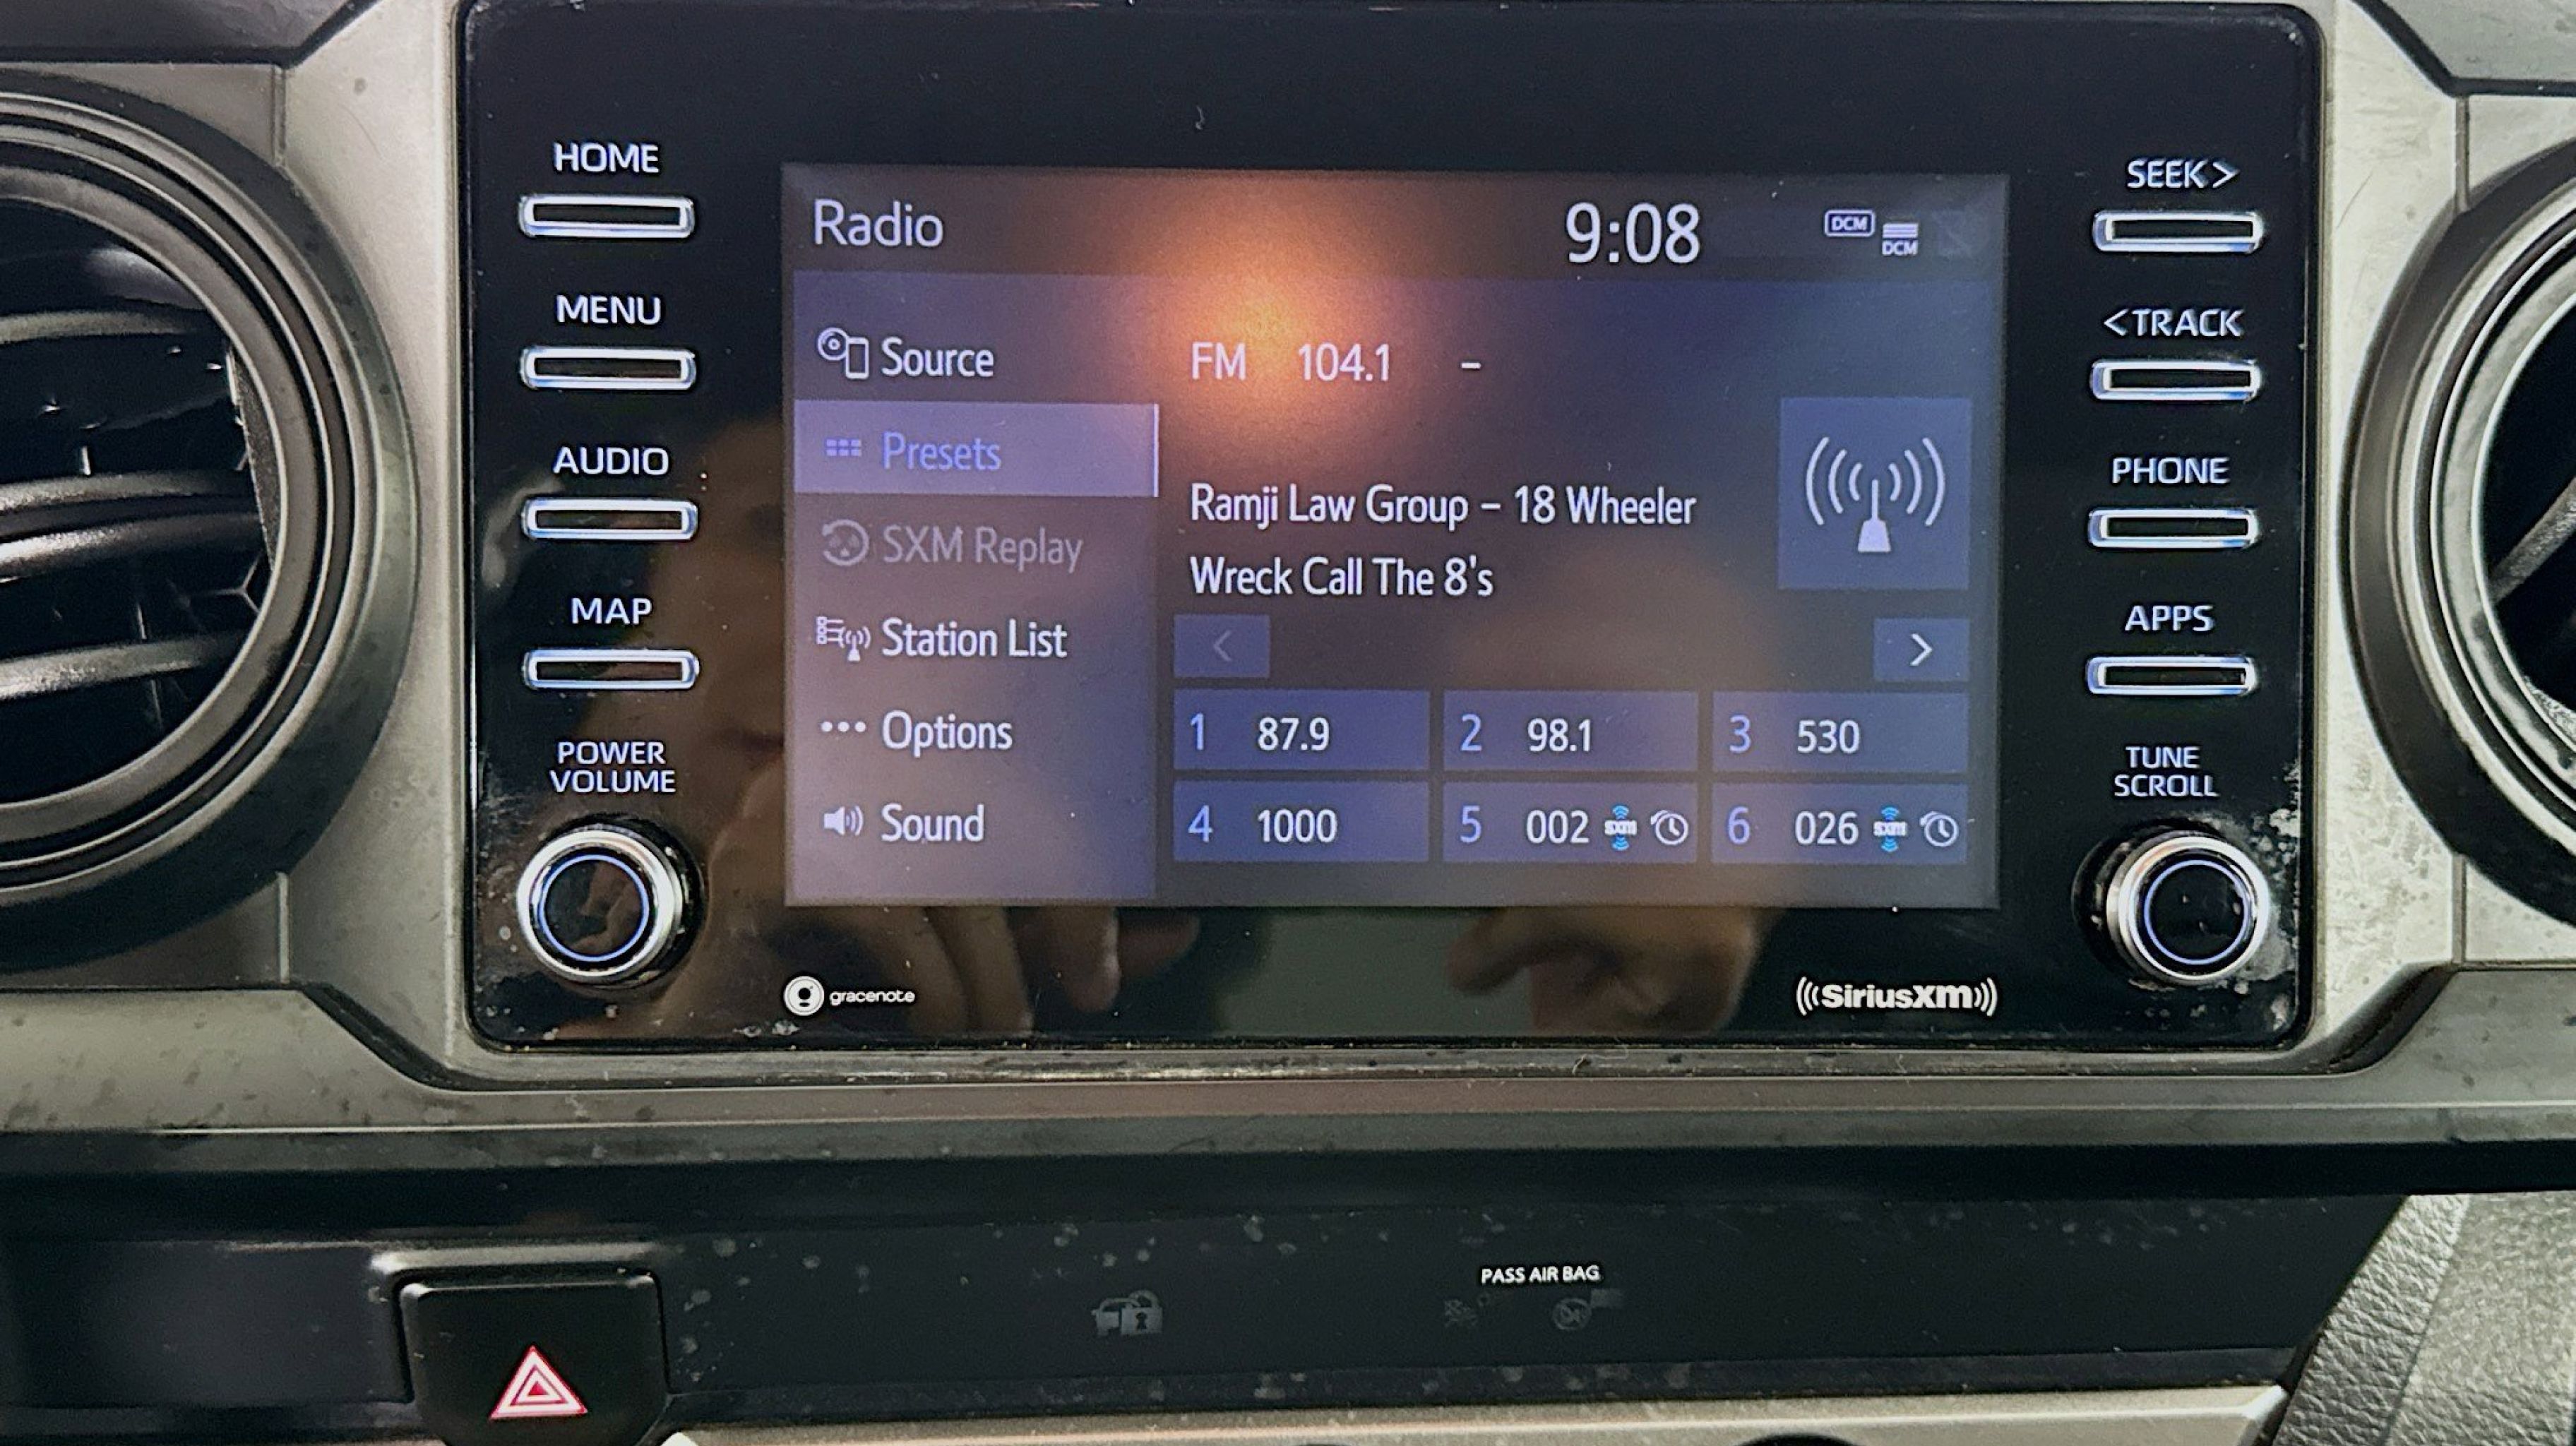 HOME
MENU
AUDIO
MAP
POWER
VOLUME
Radio
9:08
DCM
DCM
Source
Presets
SXM Replay
Station List
Options
Sound
FM 104.1 -
Ramji Law Group - 18 Wheeler
Wreck Call The 8's
<
>
1 87.9
2 98.1
3 530
4 1000
5 002 sxm
6 026 sxm
gracenote
((SiriusXM))
SEEK >
< TRACK
PHONE
APPS
TUNE
SCROLL
PASS AIR BAG